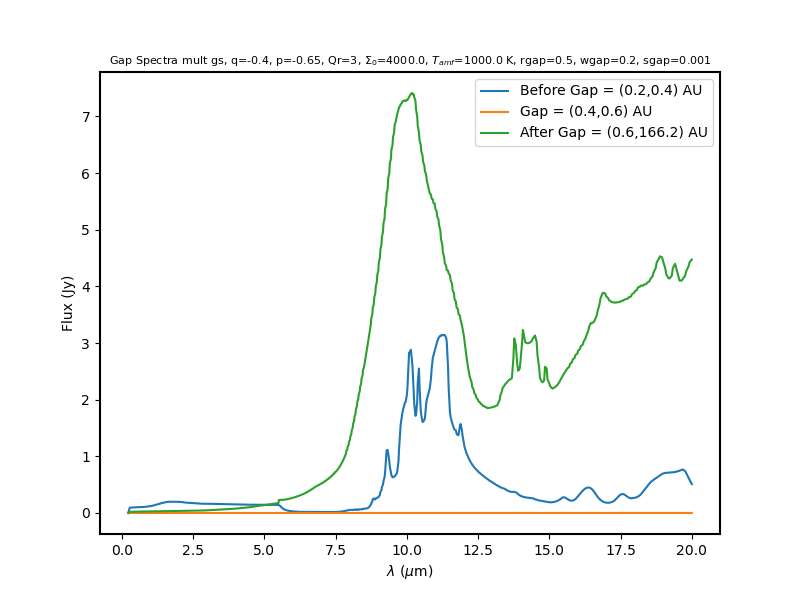 Gap Spectra mult gs, q=-0.4, p=-0.65, Qr=3, Σ₀=4000.0, T_amf=1000.0 K, rgap=0.5, wgap=0.2, sgap=0.001
Before Gap = (0.2,0.4) AU
Gap = (0.4,0.6) AU
After Gap = (0.6,166.2) AU
Flux (Jy)
7
6
5
4
3
2
1
0
0.0 2.5 5.0 7.5 10.0 12.5 15.0 17.5 20.0
λ (μm)